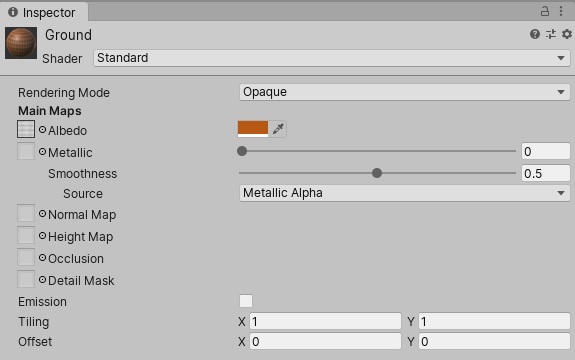 Inspector
Ground
Shader Standard
Rendering Mode Opaque
Main Maps
Albedo
Metallic 0
Smoothness 0.5
Source Metallic Alpha
Normal Map
Height Map
Occlusion
Detail Mask
Emission
Tiling X 1 Y 1
Offset X 0 Y 0